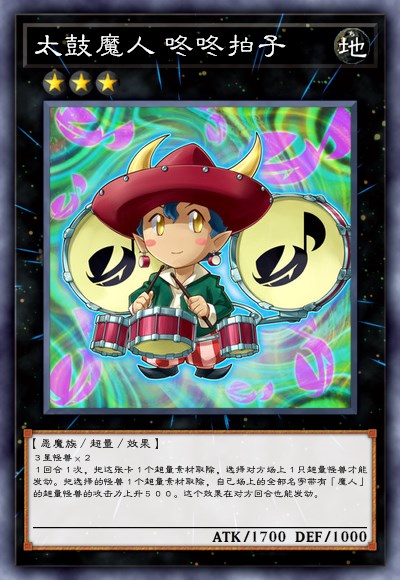 太鼓魔人 咚咚拍子
地
【恶魔族／超量／效果】
３星怪兽×２
１回合１次，把这张卡１个超量素材取除，选择对方场上１只超量怪兽才能
发动。把选择的怪兽１个超量素材取除，自己场上的全部名字带有「魔人」
的超量怪兽的攻击力上升５００。这个效果在对方回合也能发动。
ATK/1700 DEF/1000